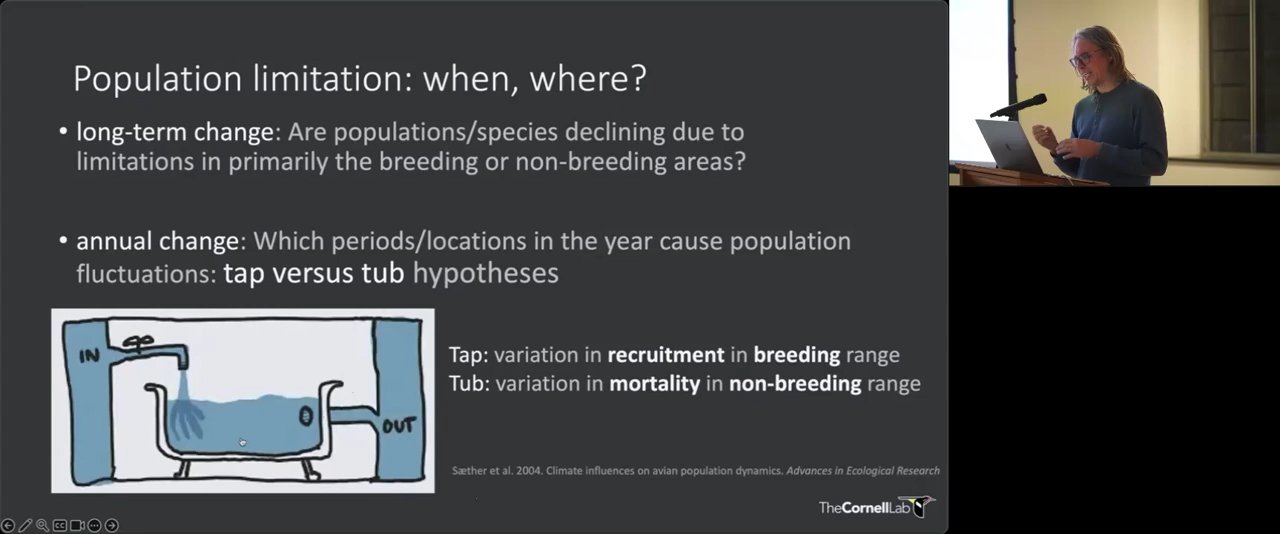 Population limitation: when, where?
• long-term change: Are populations/species declining due to
limitations in primarily the breeding or non-breeding areas?
• annual change: Which periods/locations in the year cause population
fluctuations: tap versus tub hypotheses
IN
OUT
Tap: variation in recruitment in breeding range
Tub: variation in mortality in non-breeding range
Sæther et al. 2004. Climate influences on avian population dynamics. Advances in Ecological Research
TheCornellLab
CC